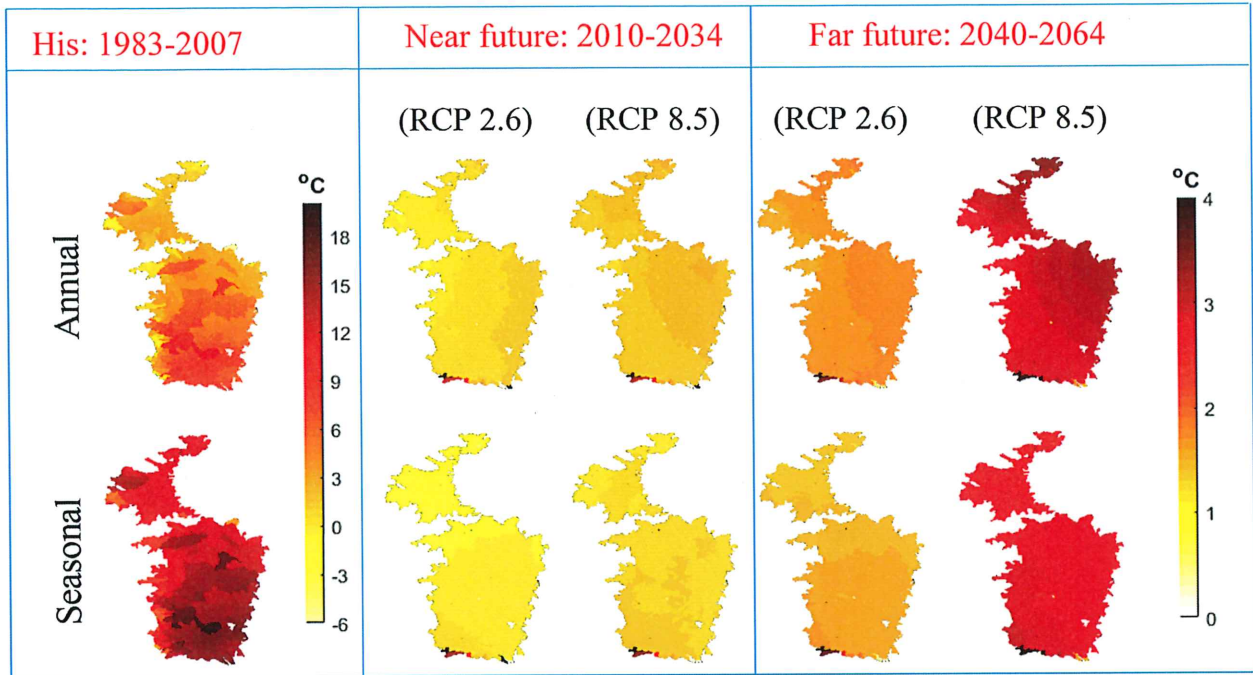 His: 1983-2007
Near future: 2010-2034
Far future: 2040-2064
(RCP 2.6)
(RCP 8.5)
(RCP 2.6)
(RCP 8.5)
Annual
Seasonal
°C
18
12
9
6
3
0
-3
-6
°C
4
3
2
1
0